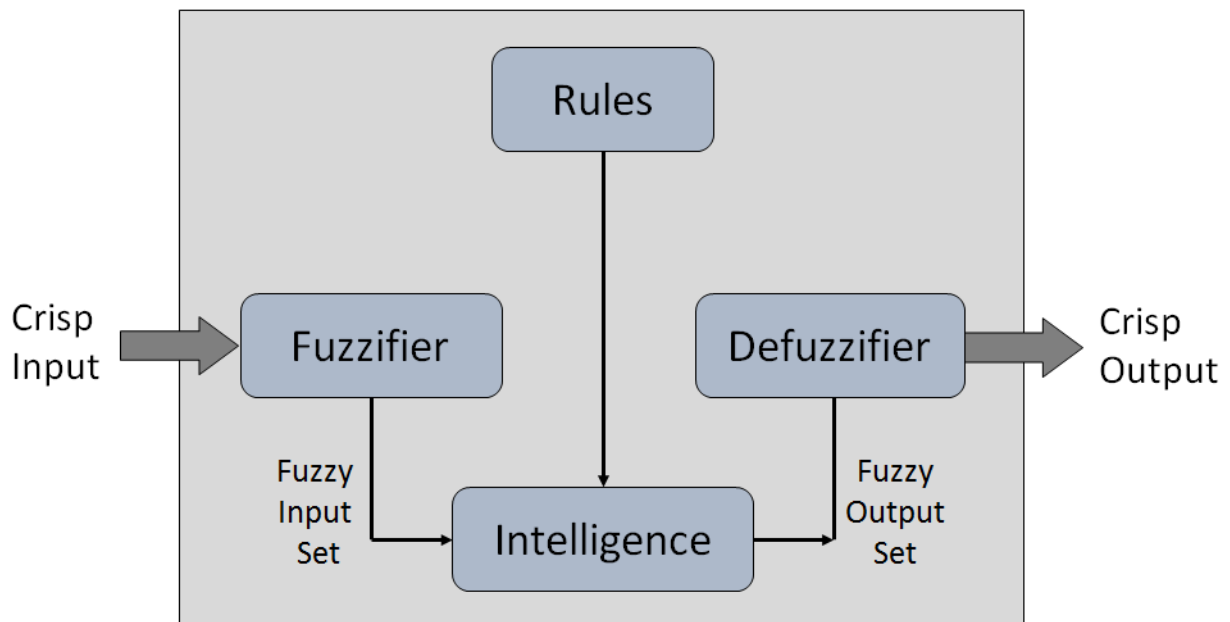 Rules
Crisp
Input
Fuzzifier
Defuzzifier
Crisp
Output
Fuzzy
Input
Set
Intelligence
Fuzzy
Output
Set